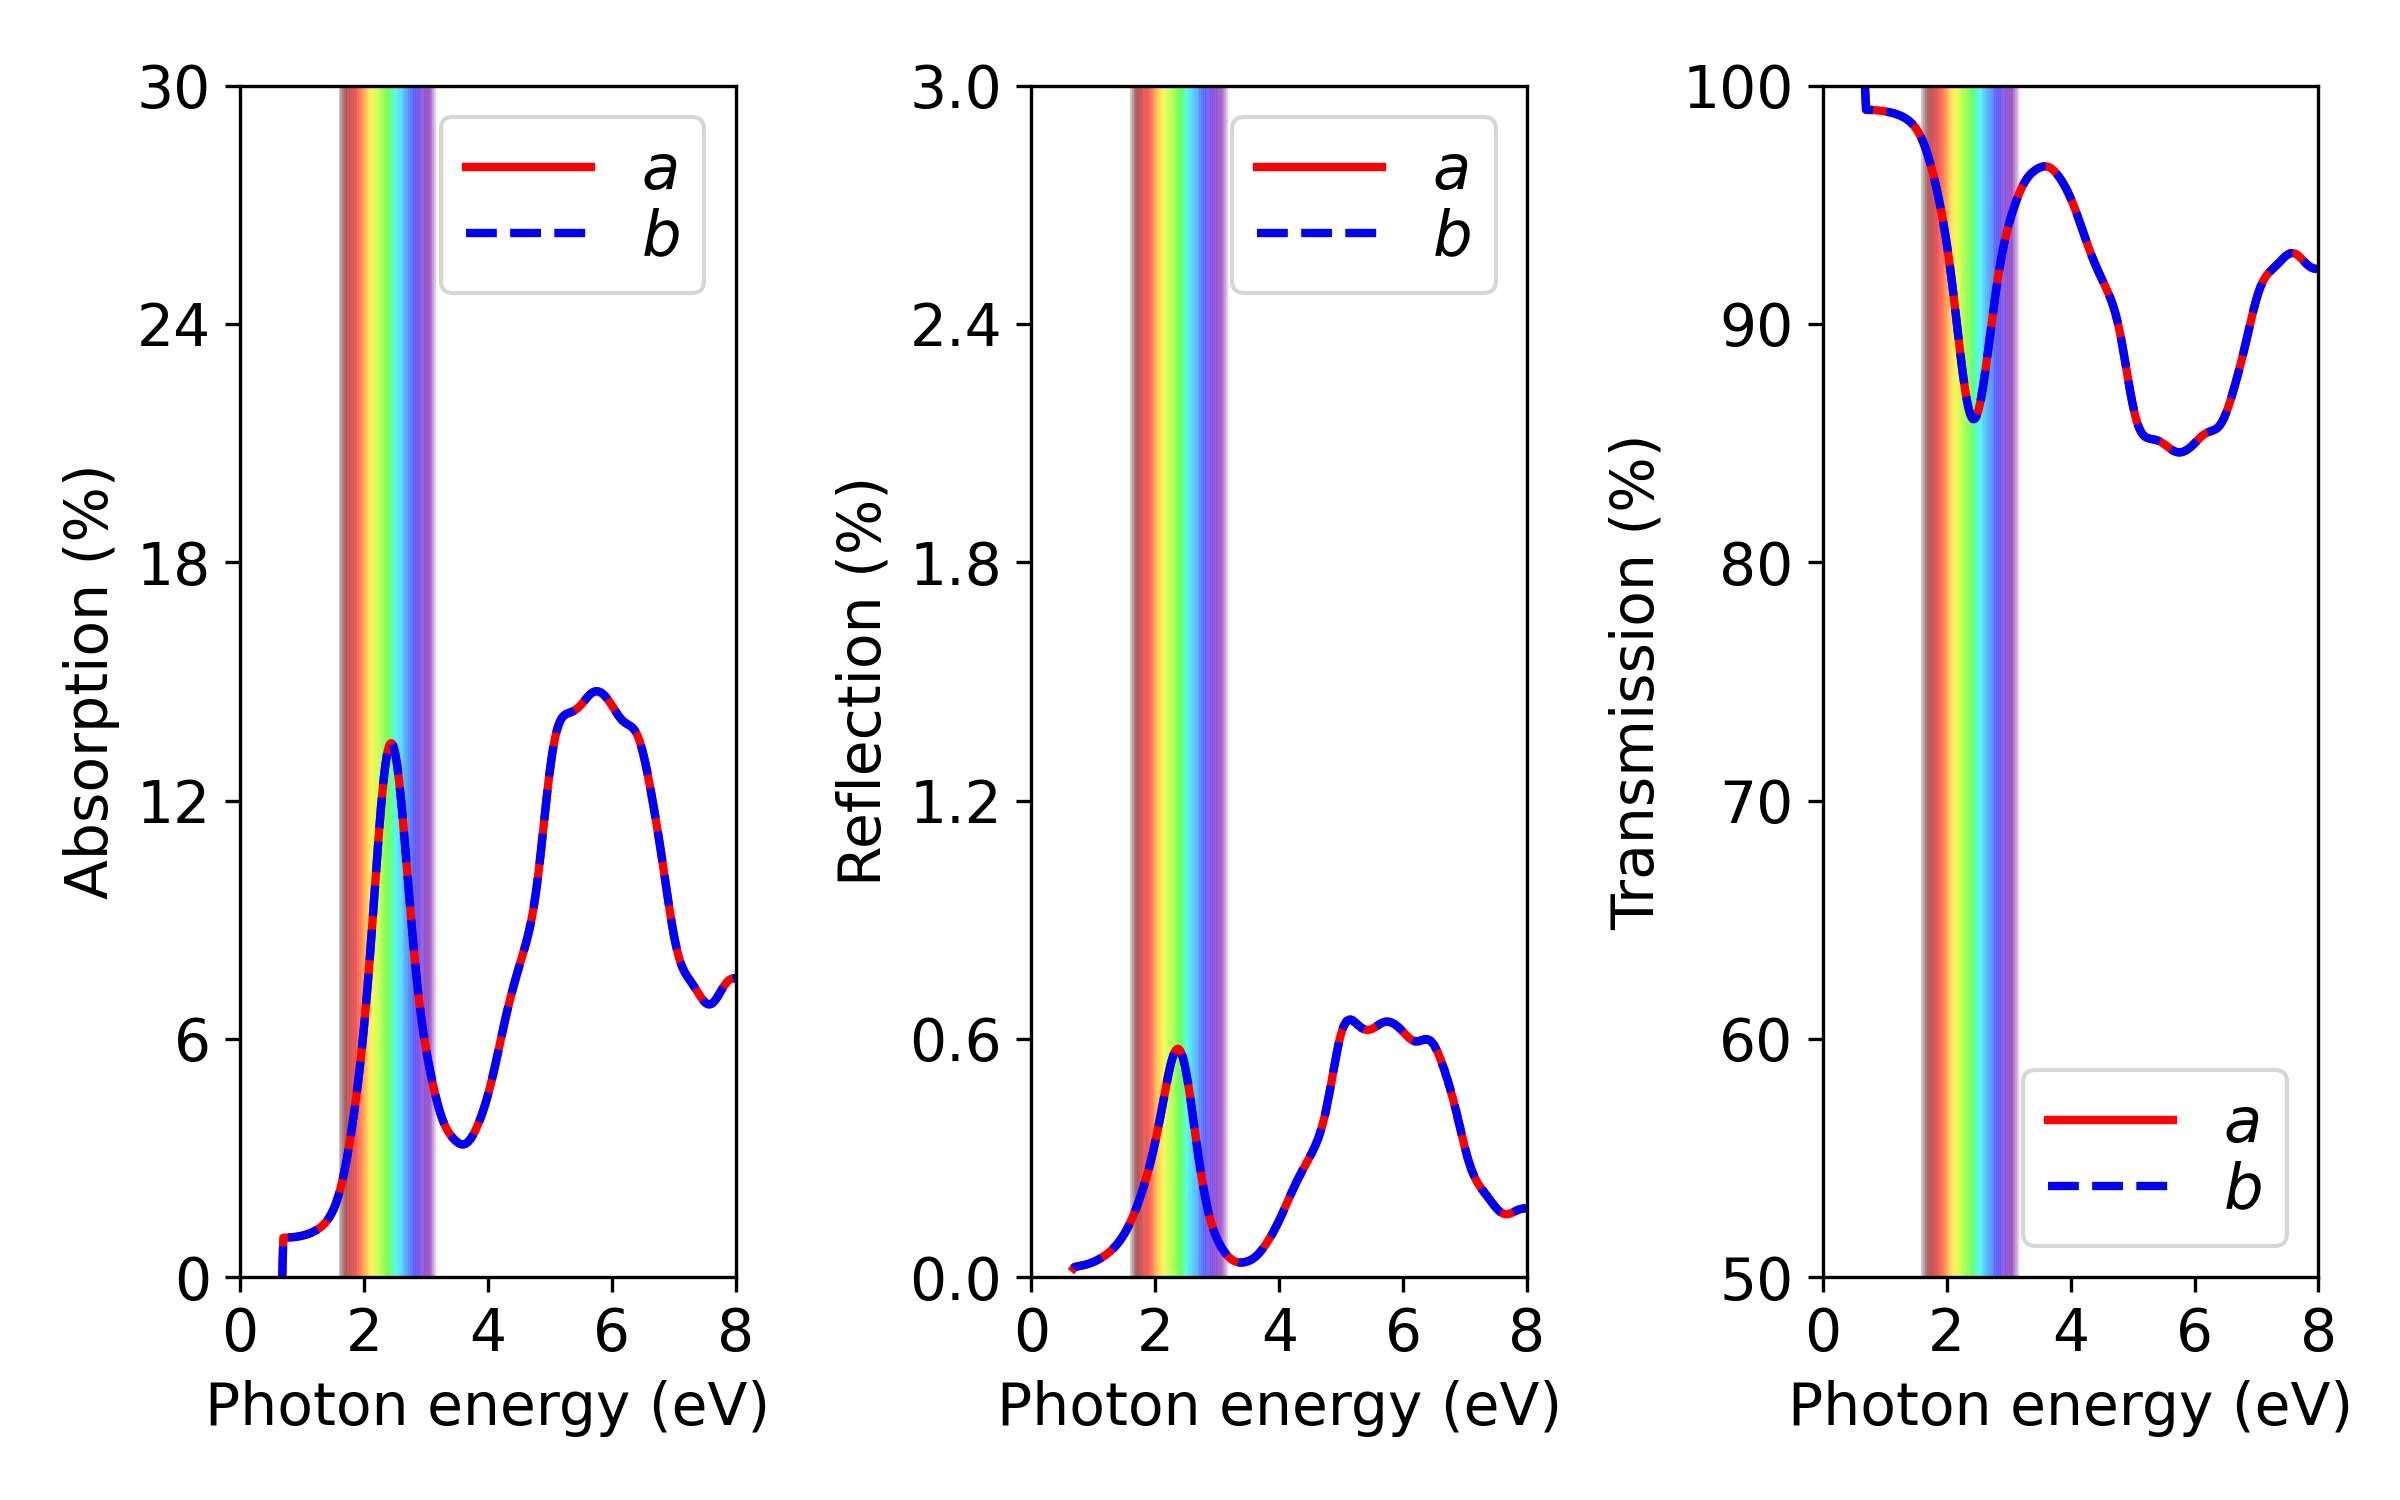 30
24
18
12
6
0
0 2 4 6 8
Absorption (%)
Photon energy (eV)
a
b
3.0
2.4
1.8
1.2
0.6
0.0
0 2 4 6 8
Reflection (%)
Photon energy (eV)
a
b
100
90
80
70
60
50
0 2 4 6 8
Transmission (%)
Photon energy (eV)
a
b